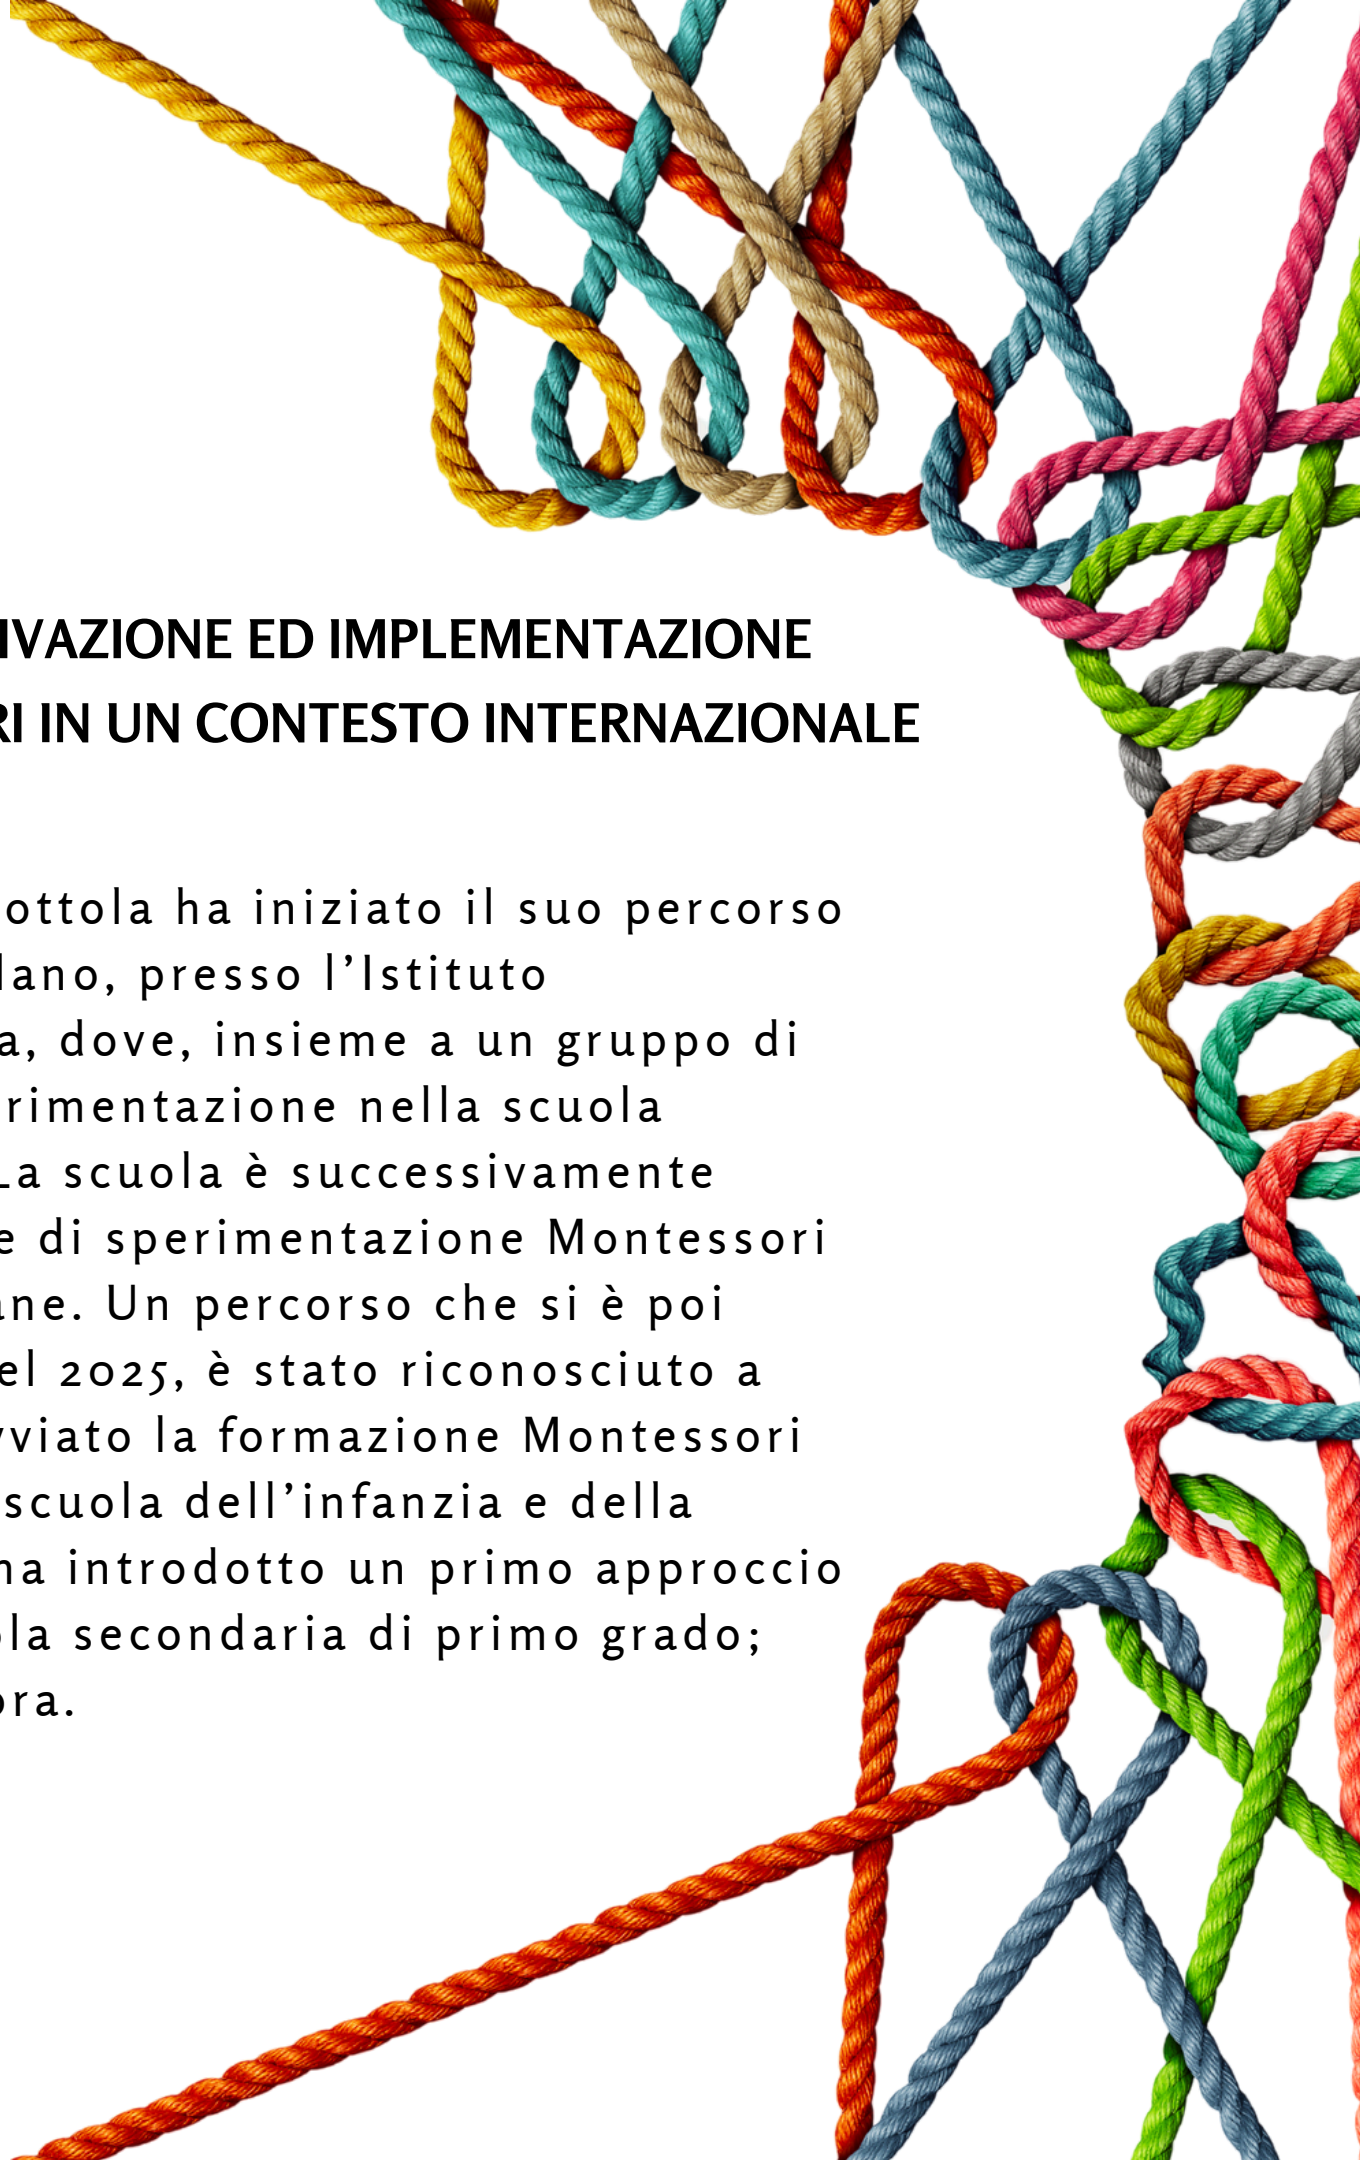 IVAZIONE ED IMPLEMENTAZIONE
RI IN UN CONTESTO INTERNAZIONALE
ottola ha iniziato il suo percorso
lano, presso l’Istituto
a, dove, insieme a un gruppo di
rimentazione nella scuola
La scuola è successivamente
e di sperimentazione Montessori
ane. Un percorso che si è poi
el 2025, è stato riconosciuto a
vviato la formazione Montessori
scuola dell’infanzia e della
ha introdotto un primo approccio
ola secondaria di primo grado;
ora.